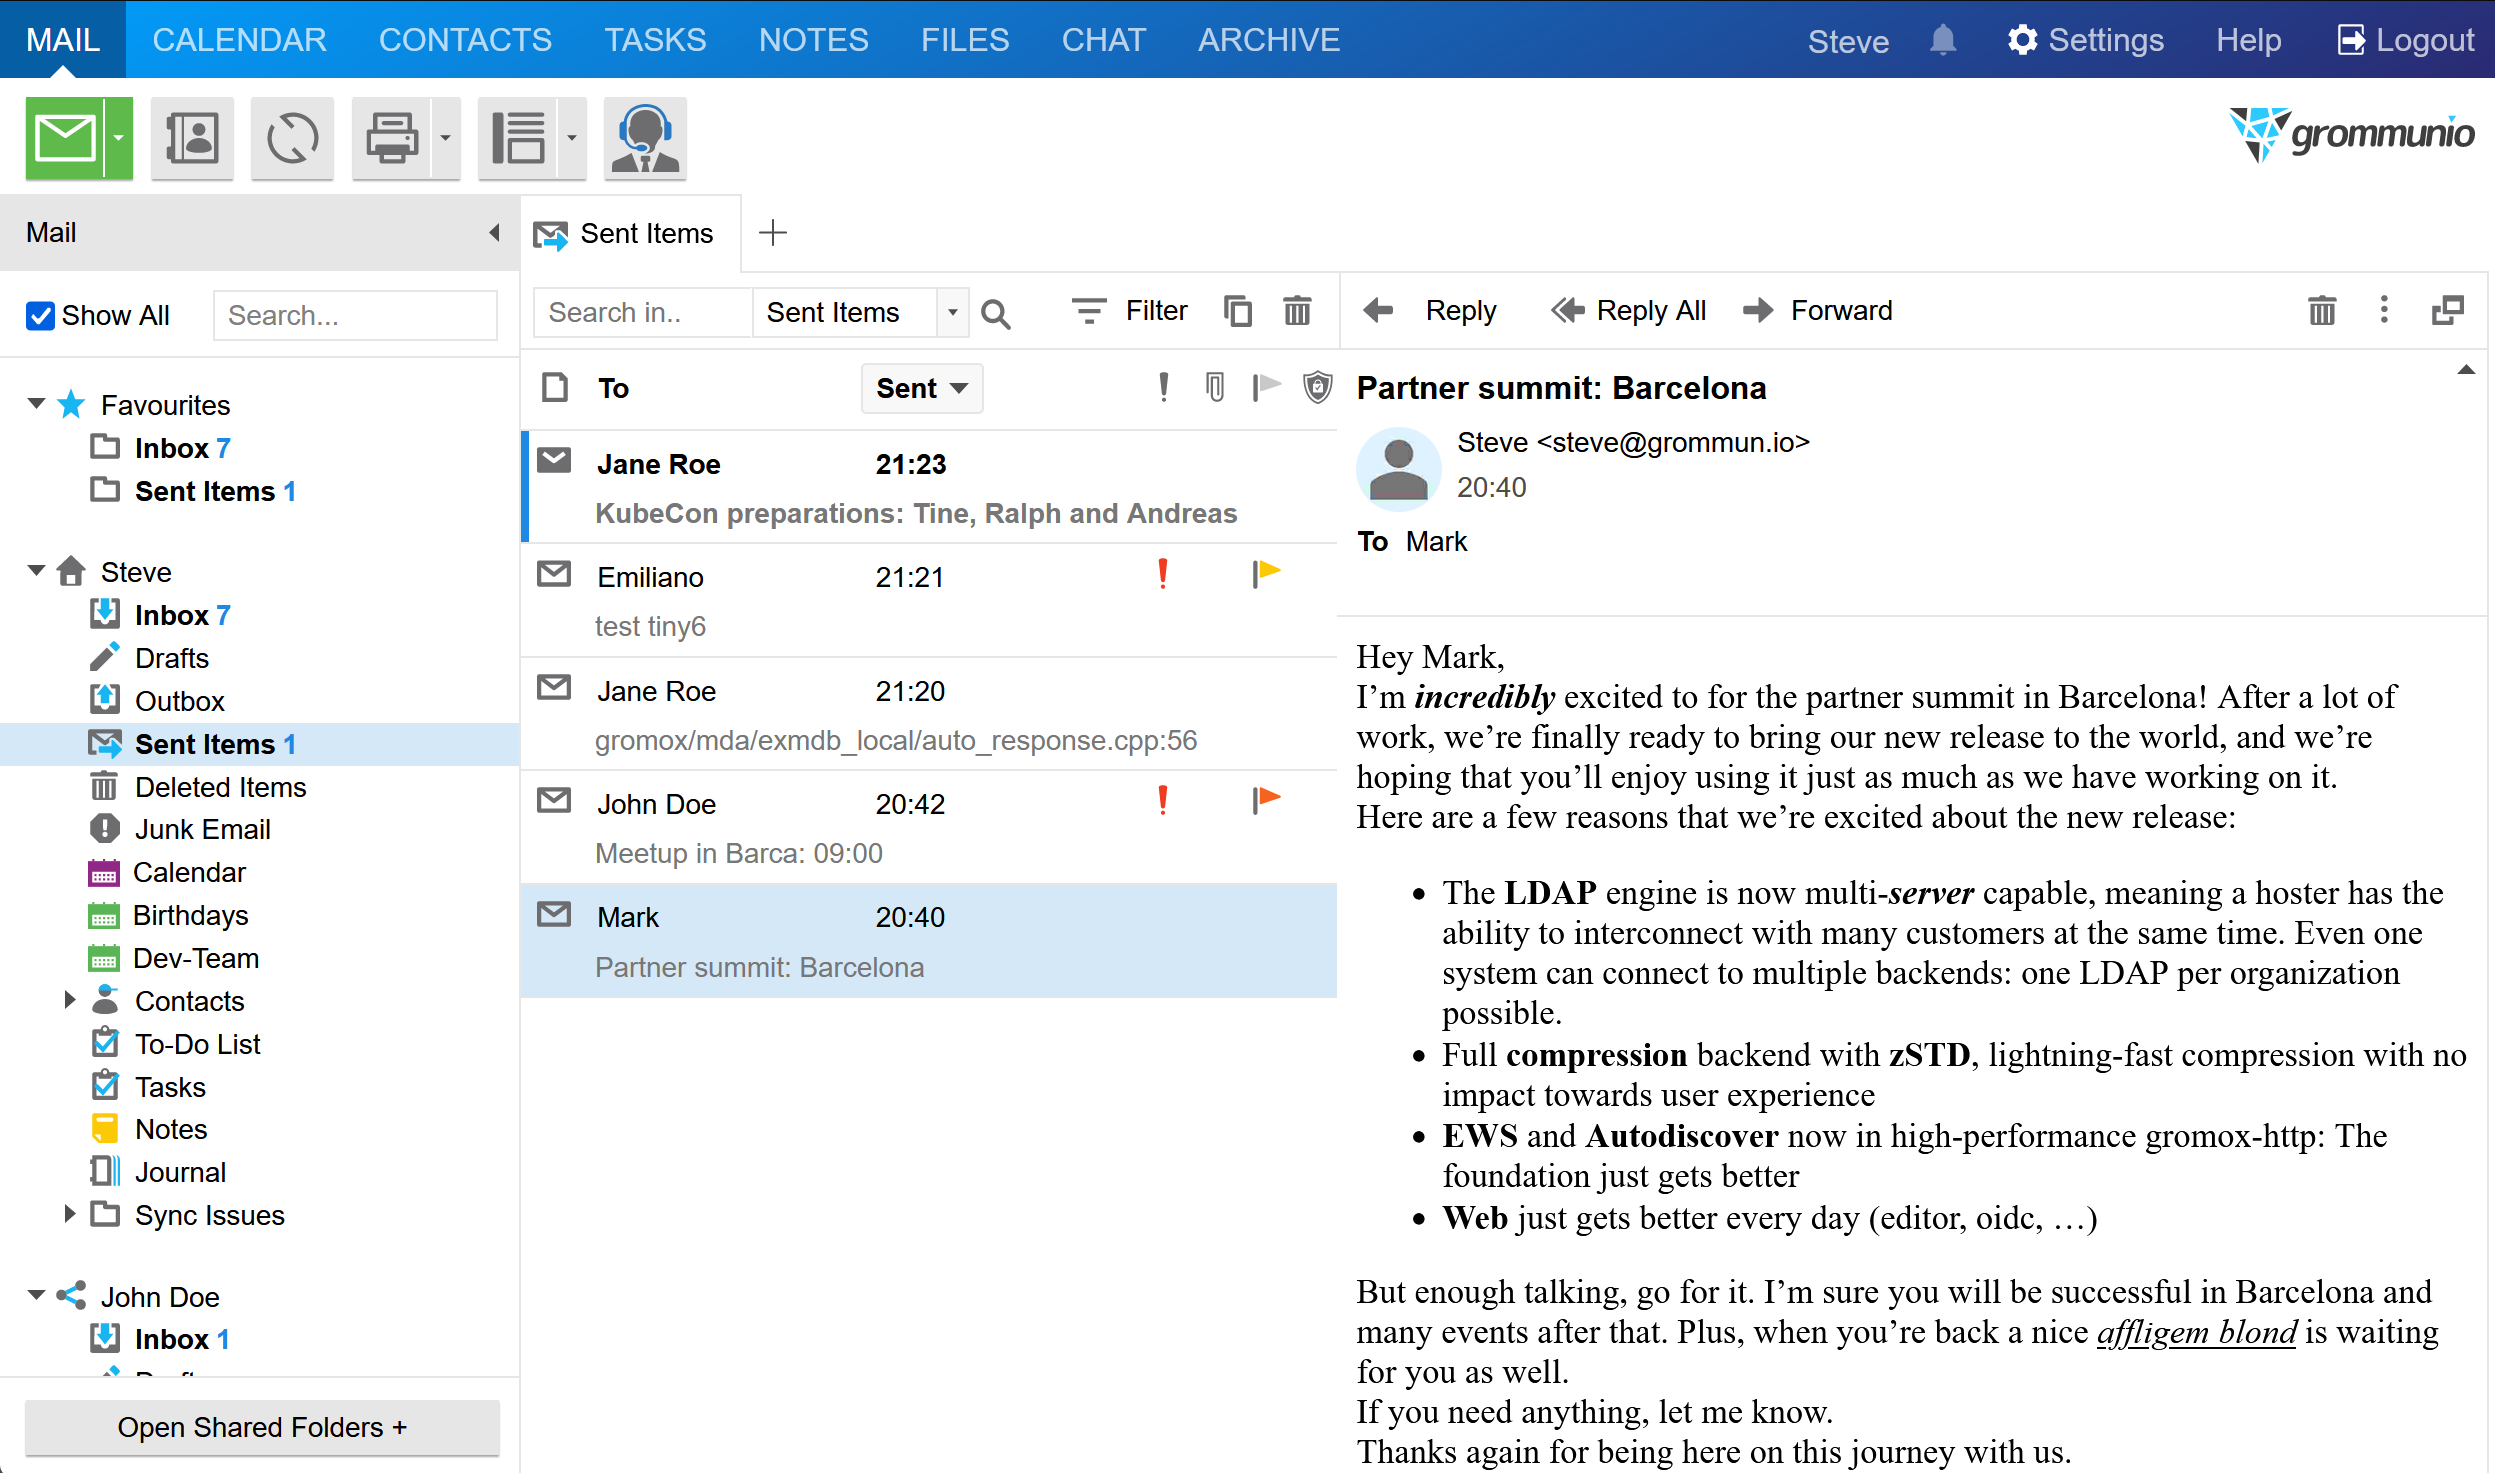 MAIL CALENDAR CONTACTS TASKS NOTES FILES CHAT ARCHIVE Steve Settings Help Logout
grommunio
Mail
Sent Items
Show All Search...
Search in.. Sent Items Filter
Reply Reply All Forward
Favourites
Inbox 7
Sent Items 1
Steve
Inbox 7
Drafts
Outbox
Sent Items 1
Deleted Items
Junk Email
Calendar
Birthdays
Dev-Team
Contacts
To-Do List
Tasks
Notes
Journal
Sync Issues
John Doe
Inbox 1
Open Shared Folders +
To Sent
Jane Roe 21:23
KubeCon preparations: Tine, Ralph and Andreas
Emiliano 21:21
test tiny6
Jane Roe 21:20
gromox/mda/exmdb_local/auto_response.cpp:56
John Doe 20:42
Meetup in Barca: 09:00
Mark 20:40
Partner summit: Barcelona
Partner summit: Barcelona
Steve <steve@grommun.io>
20:40
To Mark
Hey Mark,
I’m incredibly excited to for the partner summit in Barcelona! After a lot of
work, we’re finally ready to bring our new release to the world, and we’re
hoping that you’ll enjoy using it just as much as we have working on it.
Here are a few reasons that we’re excited about the new release:
• The LDAP engine is now multi-server capable, meaning a hoster has the
ability to interconnect with many customers at the same time. Even one
system can connect to multiple backends: one LDAP per organization
possible.
• Full compression backend with zSTD, lightning-fast compression with no
impact towards user experience
• EWS and Autodiscover now in high-performance gromox-http: The
foundation just gets better
• Web just gets better every day (editor, oidc, …)
But enough talking, go for it. I’m sure you will be successful in Barcelona and
many events after that. Plus, when you’re back a nice affligem blond is waiting
for you as well.
If you need anything, let me know.
Thanks again for being here on this journey with us.